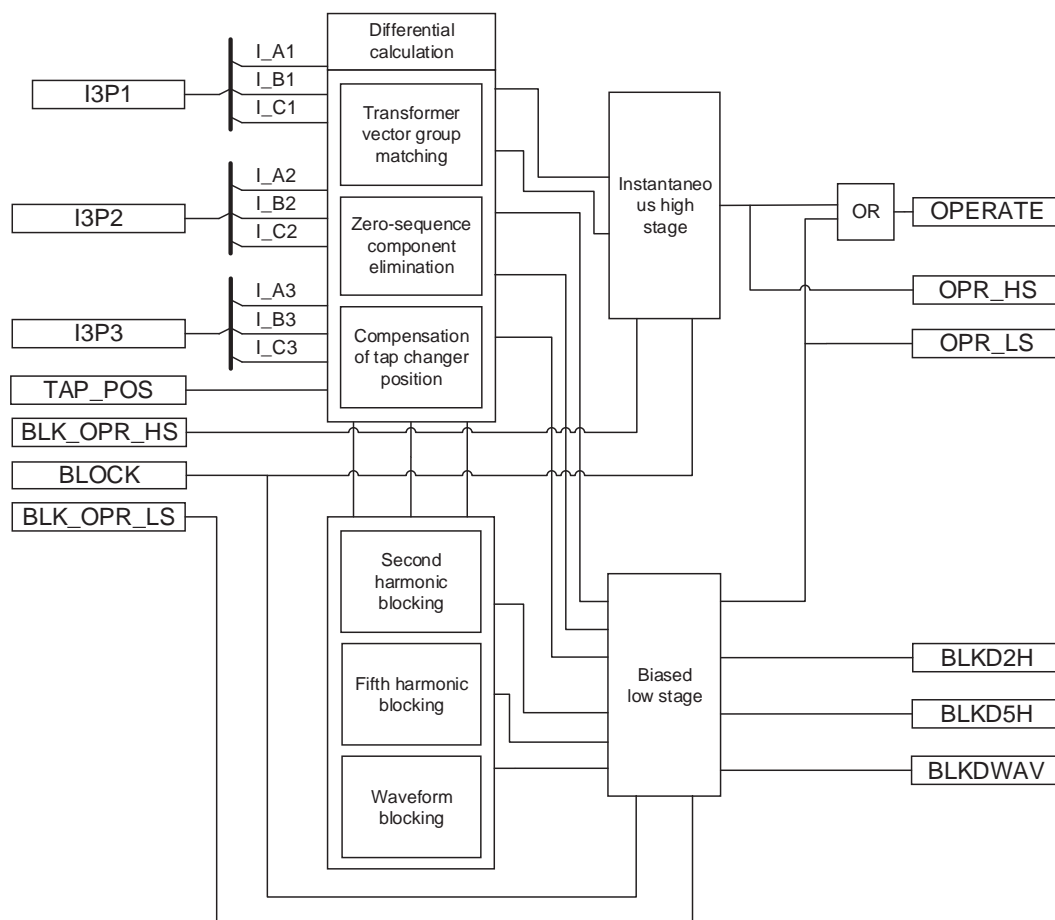 Differential
calculation
I_A1
I3P1
I_B1
I_C1
Transformer
vector group
matching
I_A2
I3P2
I_B2
I_C2
Zero-sequence
component
elimination
I_A3
I3P3
I_B3
I_C3
Compensation
of tap changer
position
TAP_POS
BLK_OPR_HS
BLOCK
BLK_OPR_LS
Instantaneo
us high
stage
OR
OPERATE
OPR_HS
OPR_LS
Second
harmonic
blocking
Fifth harmonic
blocking
Waveform
blocking
Biased
low stage
BLKD2H
BLKD5H
BLKDWAV